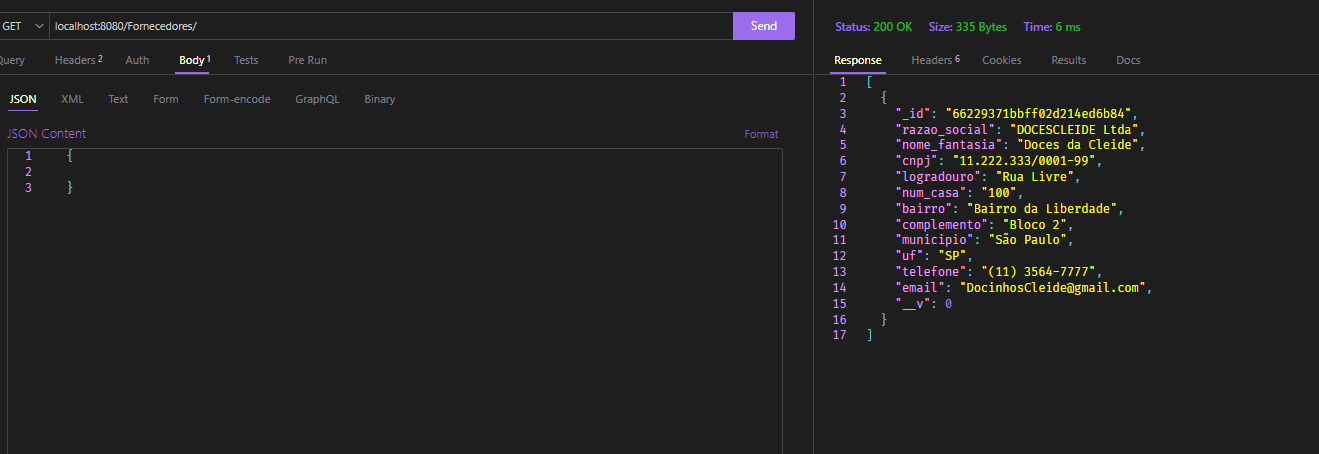 GET localhost:8080/Fornecedores/ Send
Query Headers 2 Auth Body 1 Tests Pre Run
JSON XML Text Form Form-encode GraphQL Binary
JSON Content Format
1 {
2
3 }
Status: 200 OK Size: 335 Bytes Time: 6 ms
Response Headers 6 Cookies Results Docs
1 [
2 {
3 "_id": "66229371bbff02d214ed6b84",
4 "razao_social": "DOCESCLEIDE Ltda",
5 "nome_fantasia": "Doces da Cleide",
6 "cnpj": "11.222.333/0001-99",
7 "logradouro": "Rua Livre",
8 "num_casa": "100",
9 "bairro": "Bairro da Liberdade",
10 "complemento": "Bloco 2",
11 "municipio": "São Paulo",
12 "uf": "SP",
13 "telefone": "(11) 3564-7777",
14 "email": "DocinhosCleide@gmail.com",
15 "__v": 0
16 }
17 ]